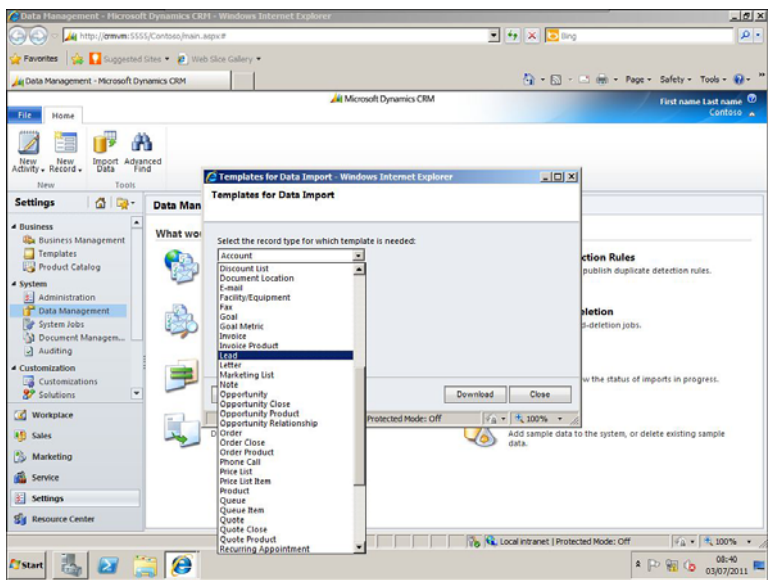 Data Management - Microsoft Dynamics CRM - Windows Internet Explorer
http://crmvm:5555/Contoso/main.aspx#
Bing
Favorites
Suggested Sites
Web Slice Gallery
Data Management - Microsoft Dynamics CRM
Page
Safety
Tools
Microsoft Dynamics CRM
First name Last name
Contoso
File
Home
New Activity
New Record
Import Data
Advanced Find
New
Tools
Settings
Business
Business Management
Templates
Product Catalog
System
Administration
Data Management
System Jobs
Document Managem...
Auditing
Customization
Customizations
Solutions
Workplace
Sales
Marketing
Service
Settings
Resource Center
Data Man
What wo
Templates for Data Import - Windows Internet Explorer
Templates for Data Import
Select the record type for which template is needed:
Account
Discount List
Document Location
E-mail
Facility/Equipment
Fax
Goal
Goal Metric
Invoice
Invoice Product
Lead
Letter
Marketing List
Note
Opportunity
Opportunity Close
Opportunity Product
Opportunity Relationship
Order
Order Close
Order Product
Phone Call
Price List
Price List Item
Product
Queue
Queue Item
Quote
Quote Close
Quote Product
Recurring Appointment
Download
Close
Protected Mode: Off
100%
ction Rules
publish duplicate detection rules.
eletion
-deletion jobs.
w the status of imports in progress.
Add sample data to the system, or delete existing sample
data.
Local intranet | Protected Mode: Off
100%
Start
08:40
03/07/2011